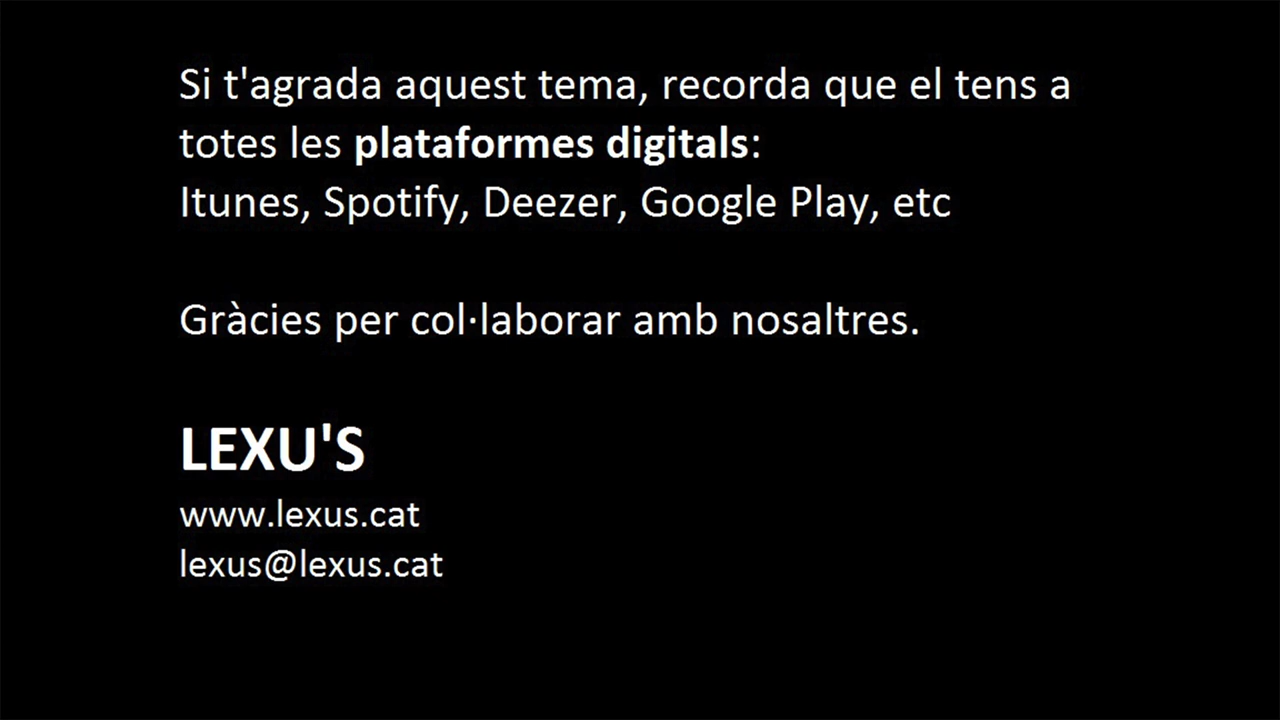 Si t'agrada aquest tema, recorda que el tens a
totes les plataformes digitals:
Itunes, Spotify, Deezer, Google Play, etc
Gràcies per col·laborar amb nosaltres.
LEXU'S
www.lexus.cat
lexus@lexus.cat